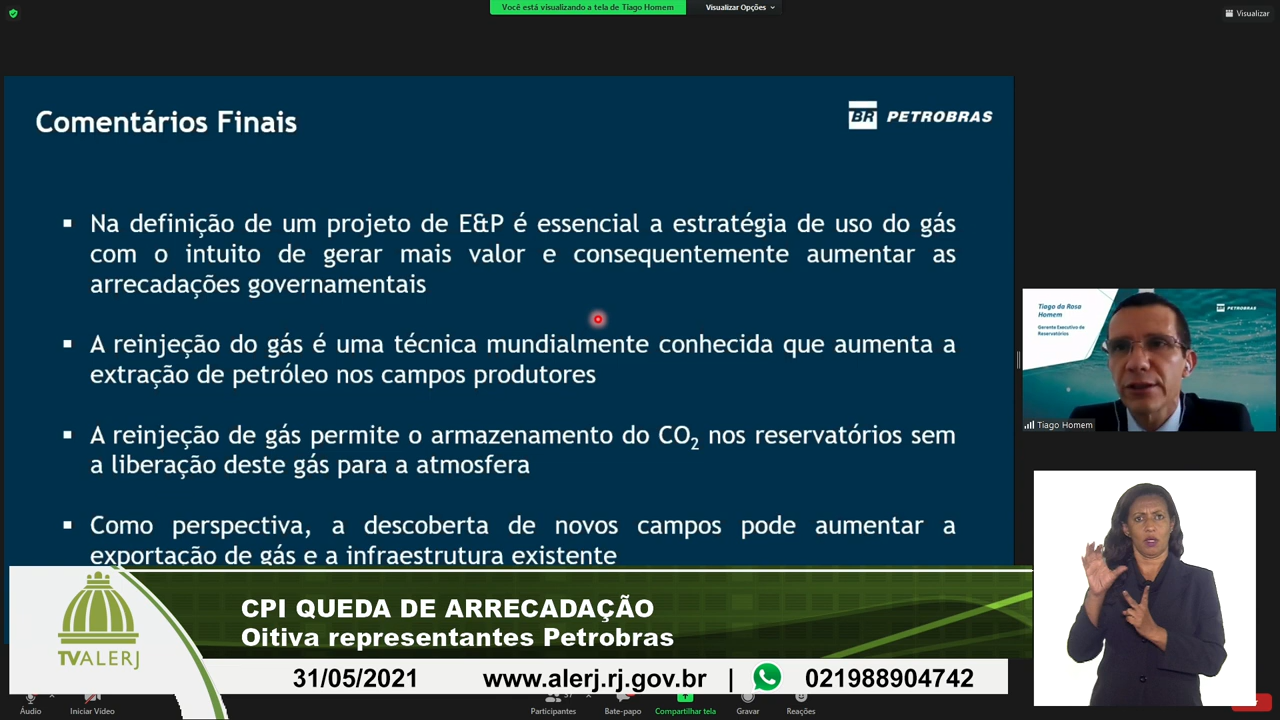 Você está visualizando a tela de Tiago Homem
Visualizar Opções
Visualizar
Comentários Finais
BR PETROBRAS
▪ Na definição de um projeto de E&P é essencial a estratégia de uso do gás
com o intuito de gerar mais valor e consequentemente aumentar as
arrecadações governamentais
▪ A reinjeção do gás é uma técnica mundialmente conhecida que aumenta a
extração de petróleo nos campos produtores
▪ A reinjeção de gás permite o armazenamento do CO₂ nos reservatórios sem
a liberação deste gás para a atmosfera
▪ Como perspectiva, a descoberta de novos campos pode aumentar a
exportação de gás e a infraestrutura existente
Tiago da Rosa
Homem
Gerente Executivo de
Reservatórios
BR PETROBRAS
Tiago Homem
TVALERJ
CPI QUEDA DE ARRECADAÇÃO
Oitiva representantes Petrobras
31/05/2021 www.alerj.rj.gov.br | 021988904742
Áudio
Iniciar Vídeo
Participantes
Bate-papo
Compartilhar tela
Gravar
Reações